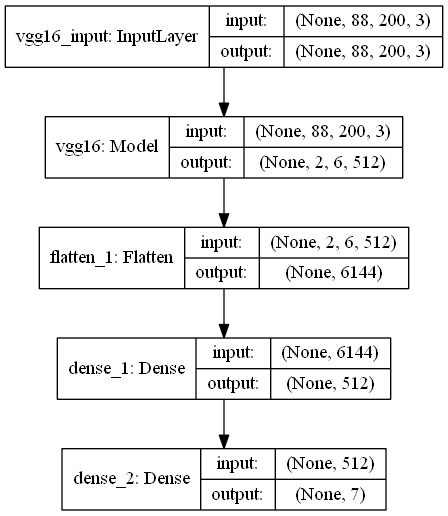 vgg16_input: InputLayer
input: (None, 88, 200, 3)
output: (None, 88, 200, 3)
vgg16: Model
input: (None, 88, 200, 3)
output: (None, 2, 6, 512)
flatten_1: Flatten
input: (None, 2, 6, 512)
output: (None, 6144)
dense_1: Dense
input: (None, 6144)
output: (None, 512)
dense_2: Dense
input: (None, 512)
output: (None, 7)